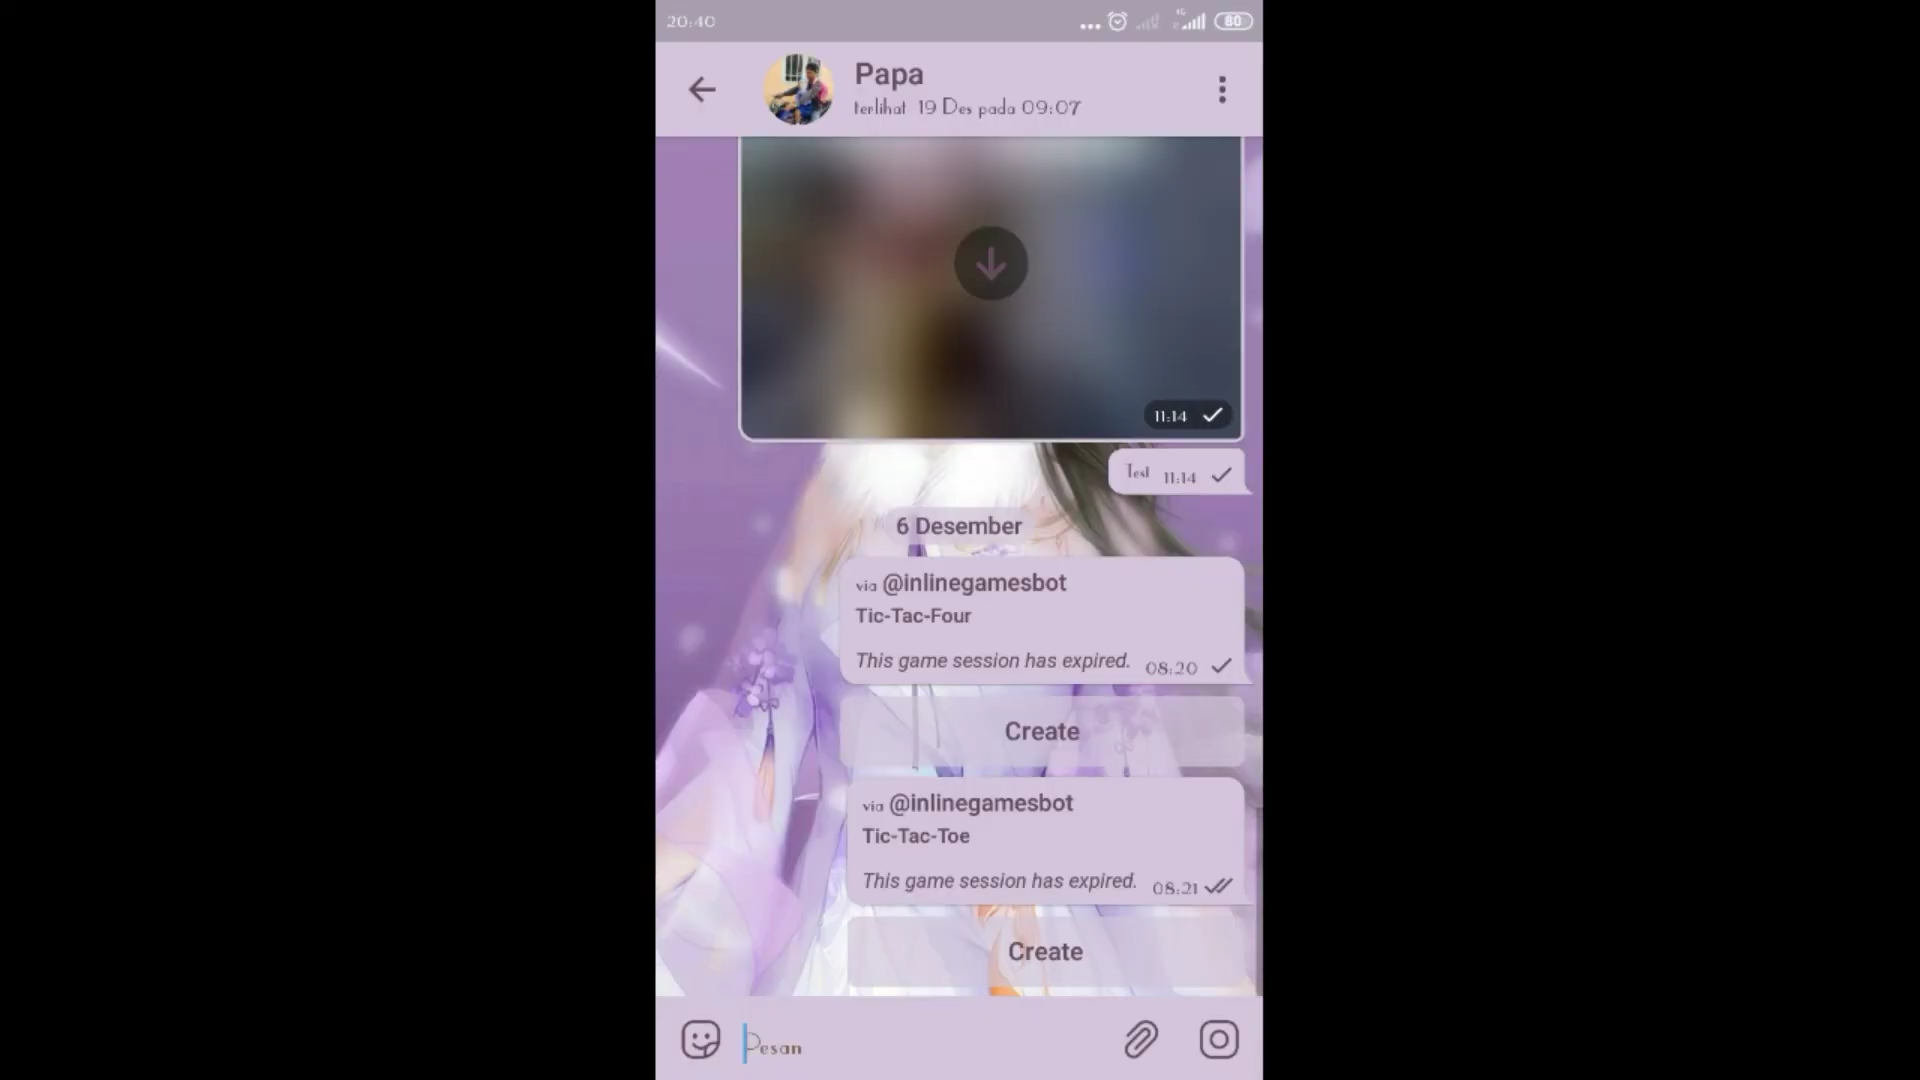 20:40
4G
80
Papa
terlihat 19 Des pada 09:07
11:14
Test 11:14
6 Desember
via @inlinegamesbot
Tic-Tac-Four
This game session has expired. 08:20
Create
via @inlinegamesbot
Tic-Tac-Toe
This game session has expired. 08:21
Create
Pesan